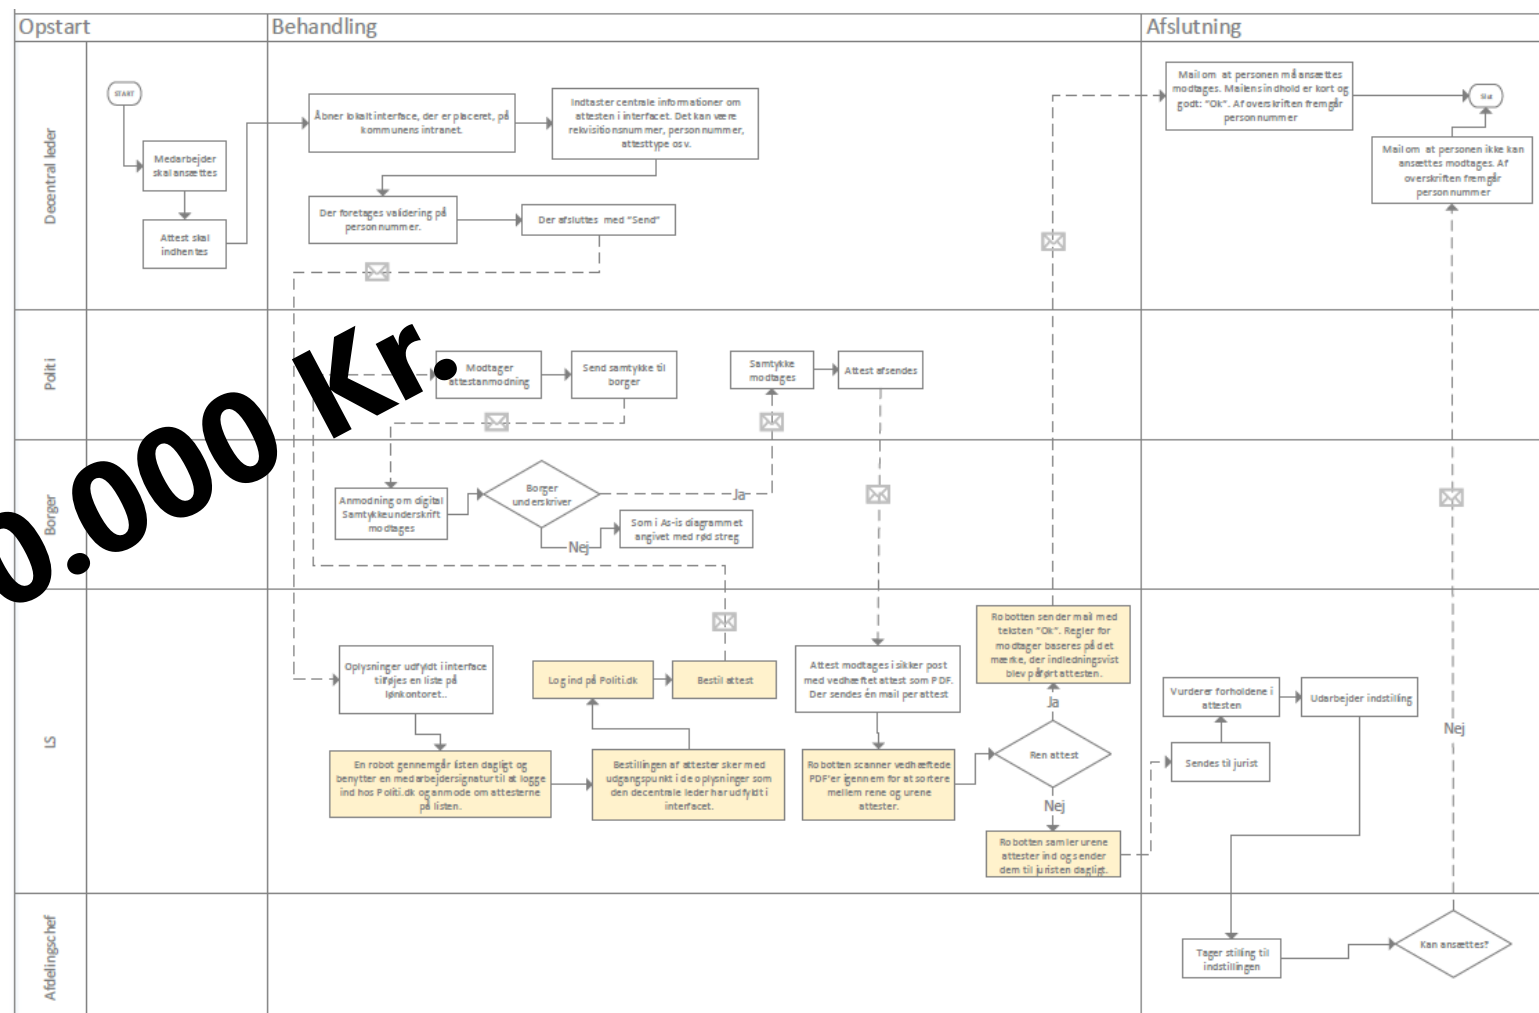 Opstart
Behandling
Afslutning
Decentral leder
START
Medarbejder
skal ansættes
Attest skal
indhentes
Åbner lokalt interface, der er placeret, på
kommunens intranet.
Indtaster centrale informationer om
attesten i interfacet. Det kan være
rekvisitionsnummer, personnummer,
attesttype osv.
Der foretages validering på
personnummer.
Der afsluttes med "Send"
Mail om at personen må ansættes
modtages. Mailens indhold er kort og
godt: "Ok". Af overskriften fremgår
personnummer
Slut
Mail om at personen ikke kan
ansættes modtages. Af
overskriften fremgår
personnummer
Politi
Modtager
attestanmodning
Send samtykke til
borger
Samtykke
modtages
Attest afsendes
0.000 Kr.
Borger
Anmodning om digital
Samtykkeunderskrift
modtages
Borger
underskriver
Ja
Nej
Som i As-is diagrammet
angivet med rød streg
LS
Oplysninger udfyldt i interface
tilføjes en liste på
lønkontoret..
En robot gennemgår listen dagligt og
benytter en medarbejdersignatur til at logge
ind hos Politi.dk og anmode om attesterne
på listen.
Log ind på Politi.dk
Bestil attest
Bestillingen af attester sker med
udgangspunkt i de oplysninger som
den decentrale leder har udfyldt i
interfacet.
Attest modtages i sikker post
med vedhæftet attest som PDF.
Der sendes én mail per attest
Robotten scanner vedhæftede
PDF'er igennem for at sortere
mellem rene og urene
attester.
Robotten sender mail med
teksten "Ok". Regler for
modtager baseres på det
mærke, der indledningsvist
blev påført attesten.
Ja
Ren attest
Nej
Robotten samler urene
attester ind og sender
dem til juristen dagligt.
Vurderer forholdene i
attesten
Udarbejder indstilling
Sendes til jurist
Nej
Afdelingschef
Tager stilling til
indstillingen
Kan ansættes?